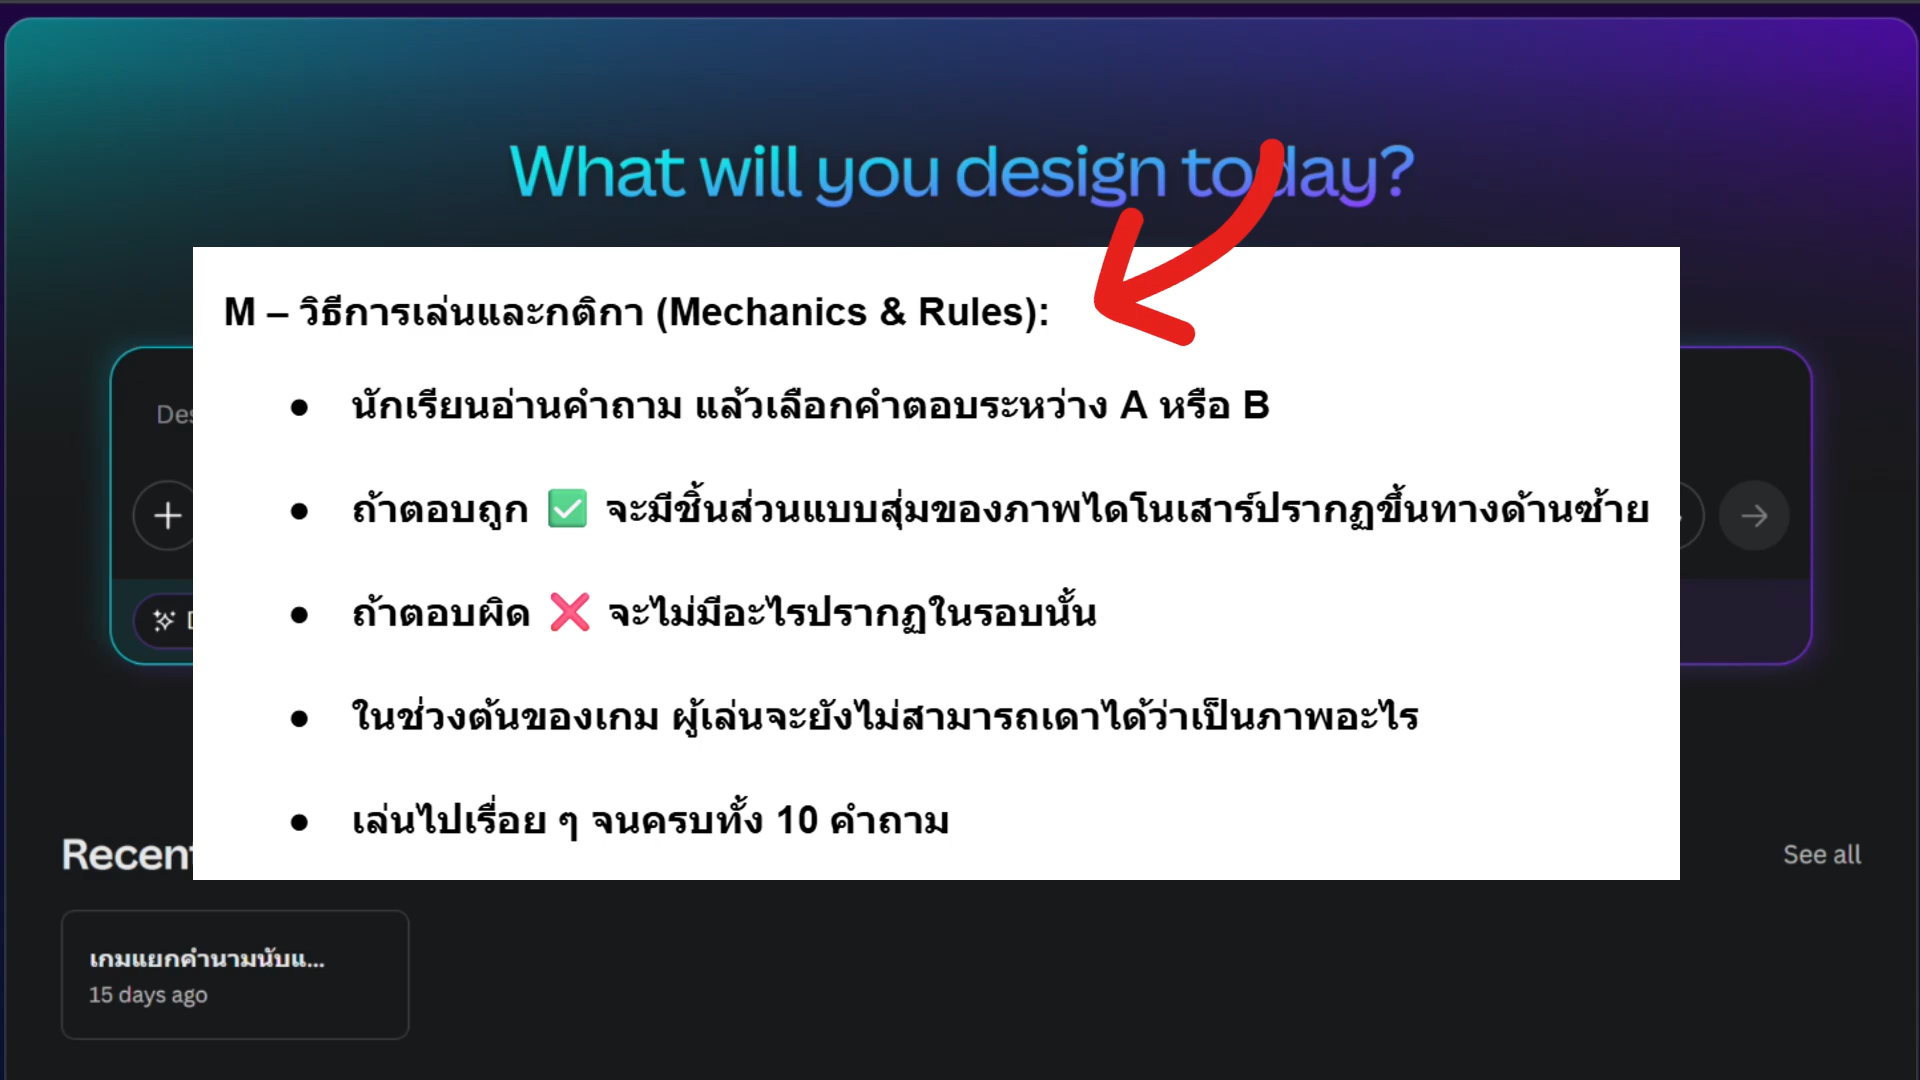 What will you design today?
M – วิธีการเล่นและกติกา (Mechanics & Rules):
● นักเรียนอ่านคำถาม แล้วเลือกคำตอบระหว่าง A หรือ B
● ถ้าตอบถูก ✅ จะมีชิ้นส่วนแบบสุ่มของภาพไดโนเสาร์ปรากฏขึ้นทางด้านซ้าย
● ถ้าตอบผิด ❌ จะไม่มีอะไรปรากฏในรอบนั้น
● ในช่วงต้นของเกม ผู้เล่นจะยังไม่สามารถเดาได้ว่าเป็นภาพอะไร
● เล่นไปเรื่อย ๆ จนครบทั้ง 10 คำถาม
Recent
See all
เกมแยกคำนามนับแ...
15 days ago